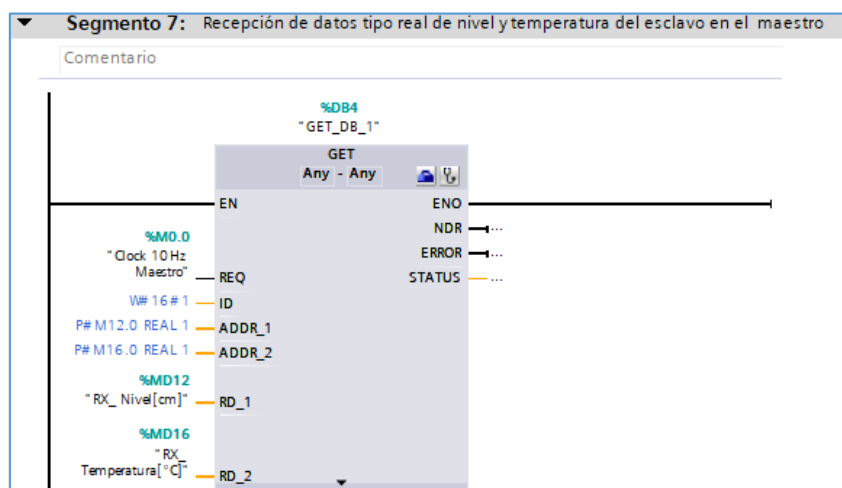 Segmento 7: Recepción de datos tipo real de nivel y temperatura del esclavo en el maestro
Comentario
%DB4
"GET_DB_1"
GET
Any - Any
EN
ENO
NDR
...
%M0.0
"Clock 10 Hz
Maestro"
REQ
ERROR
...
STATUS
...
W#16#1
ID
P#M12.0 REAL 1
ADDR_1
P#M16.0 REAL 1
ADDR_2
%MD12
"RX_ Nivel[cm]"
RD_1
%MD16
"RX_
Temperatura[°C]"
RD_2